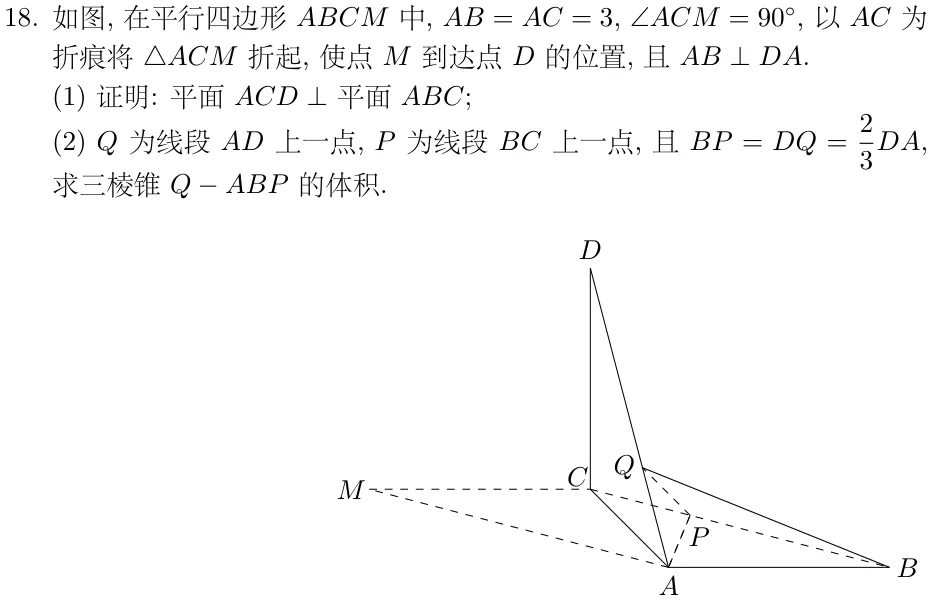 18. 如图, 在平行四边形 ABCM 中, AB = AC = 3, ∠ACM = 90°, 以 AC 为
折痕将 △ACM 折起, 使点 M 到达点 D 的位置, 且 AB ⊥ DA.
(1) 证明: 平面 ACD ⊥ 平面 ABC;
(2) Q 为线段 AD 上一点, P 为线段 BC 上一点, 且 BP = DQ = \frac{2}{3}DA,
求三棱锥 Q − ABP 的体积.
D
C Q
M
P
B
A